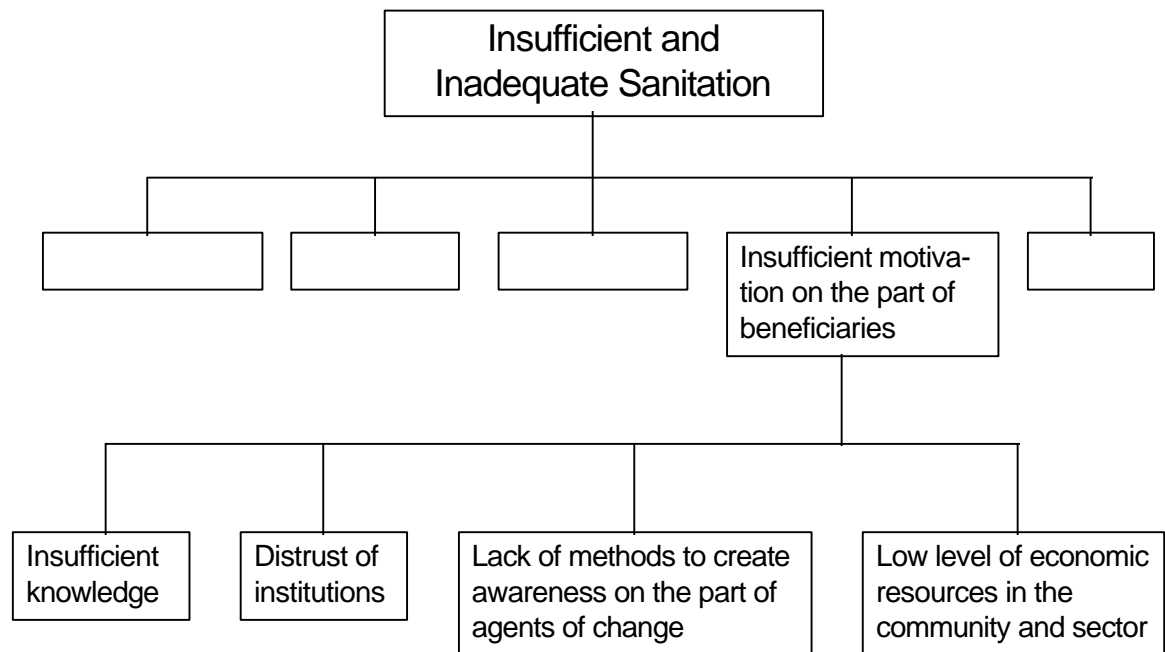 Insufficient and
Inadequate Sanitation
Insufficient motiva-
tion on the part of
beneficiaries
Insufficient
knowledge
Distrust of
institutions
Lack of methods to create
awareness on the part of
agents of change
Low level of economic
resources in the
community and sector